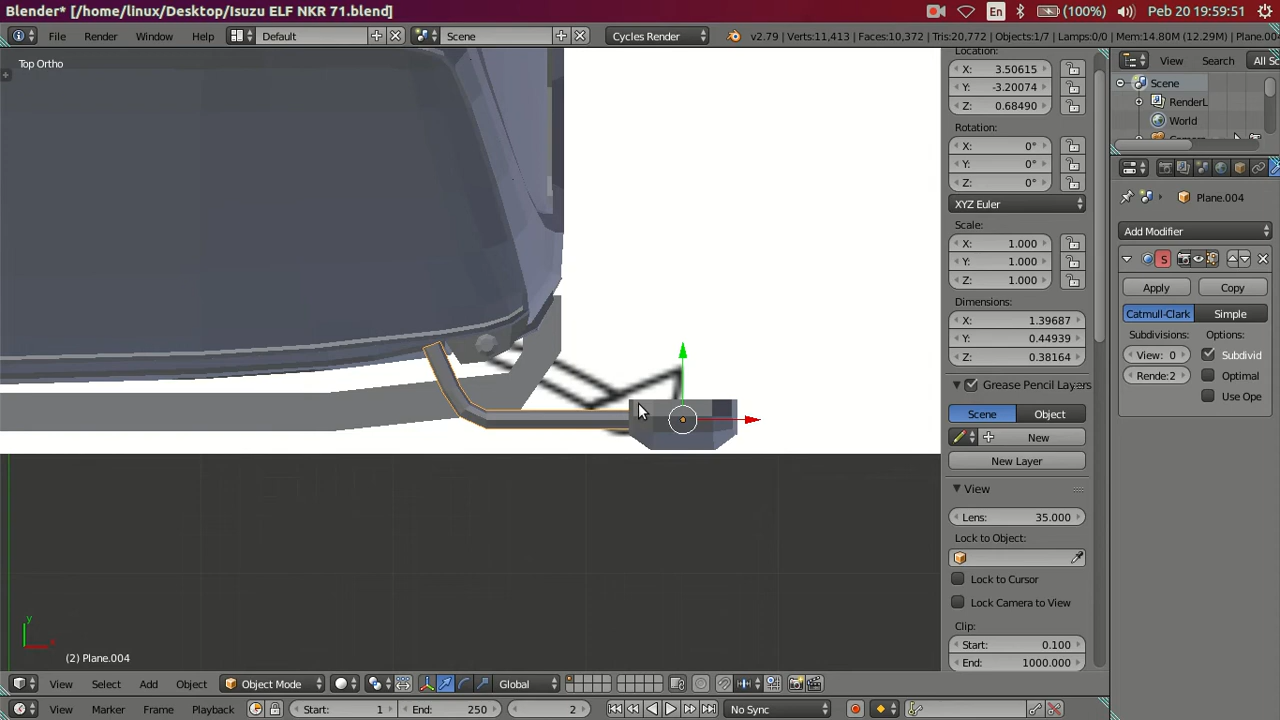 Blender* [/home/linux/Desktop/Isuzu ELF NKR 71.blend]
En
(100%)
Peb 20 19:59:51
File
Render
Window
Help
Default
Scene
Cycles Render
v2.79 | Verts:11,413 | Faces:10,372 | Tris:20,772 | Objects:1/7 | Lamps:0/0 | Mem:14.80M (12.29M) | Plane.00
Top Ortho
Location:
X: 3.50615
Y: -3.20074
Z: 0.68490
Rotation:
X: 0°
Y: 0°
Z: 0°
XYZ Euler
Scale:
X: 1.000
Y: 1.000
Z: 1.000
Dimensions:
X: 1.39687
Y: 0.44939
Z: 0.38164
Grease Pencil Layers
Scene
Object
New
New Layer
View
Lens: 35.000
Lock to Object:
Lock to Cursor
Lock Camera to View
Clip:
Start: 0.100
End: 1000.000
View
Search
All Sc
Scene
RenderL
World
Plane.004
Add Modifier
S
Apply
Copy
Catmull-Clark
Simple
Subdivisions:
Options:
View: 0
Subdivid
Rende:2
Optimal
Use Ope
y
x
(2) Plane.004
View
Select
Add
Object
Object Mode
Global
View
Marker
Frame
Playback
Start: 1
End: 250
2
No Sync